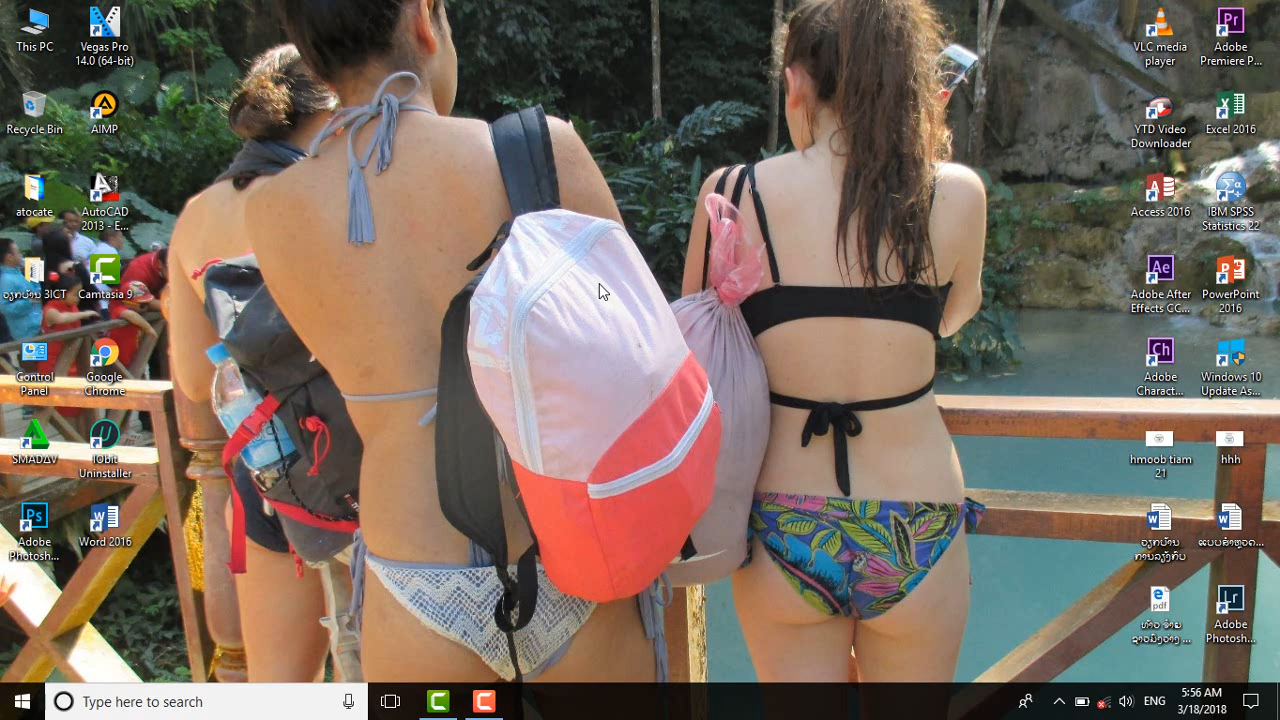 This PC
Vegas Pro
14.0 (64-bit)
VLC media
player
Adobe
Premiere P...
Recycle Bin
AIMP
YTD Video
Downloader
Excel 2016
atocate
AutoCAD
2013 - E...
Access 2016
IBM SPSS
Statistics 22
Camtasia 9
Adobe After
Effects CC...
PowerPoint
2016
Control
Panel
Google
Chrome
Adobe
Charact...
Windows 10
Update As...
SMADAV
IObit
Uninstaller
hmoob tiam
21
hhh
Adobe
Photosh...
Word 2016
pdf
Adobe
Photosh...
Type here to search
ENG
5:56 AM
3/18/2018